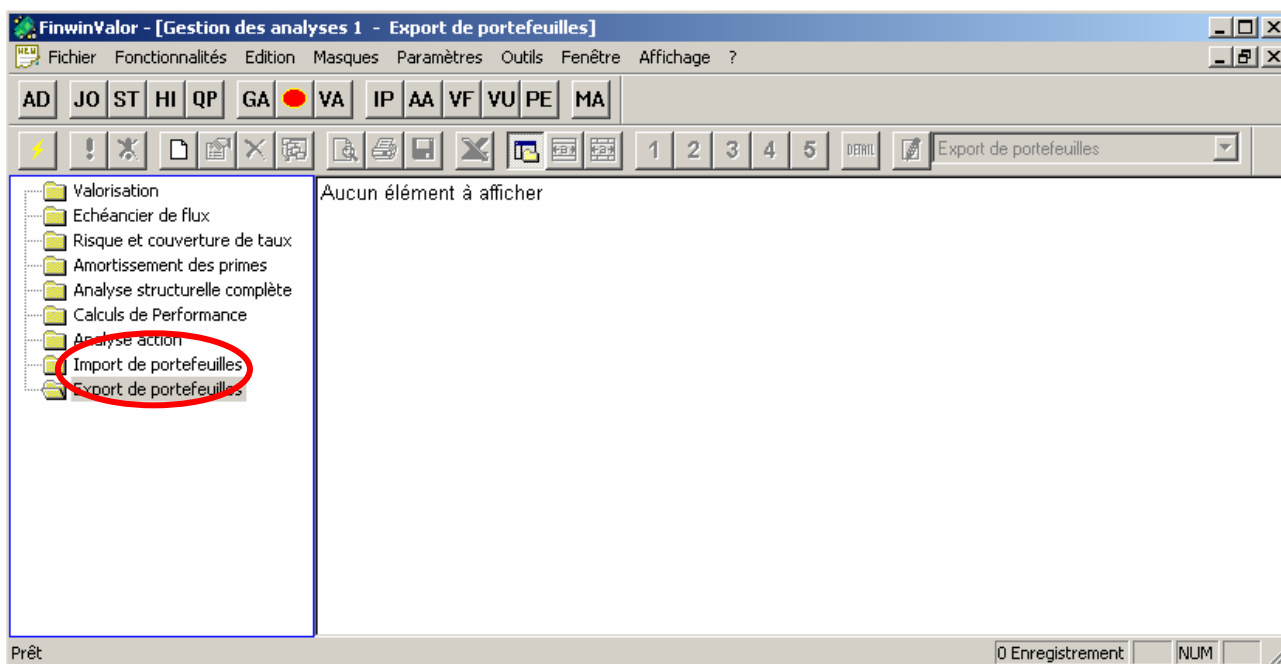 FinwinValor - [Gestion des analyses 1 - Export de portefeuilles]
NEW Fichier Fonctionnalités Edition Masques Paramètres Outils Fenêtre Affichage ?
AD JO ST HI QP GA VA IP AA VF VU PE MA
1 2 3 4 5 DETAIL Export de portefeuilles
Valorisation
Echéancier de flux
Risque et couverture de taux
Amortissement des primes
Analyse structurelle complète
Calculs de Performance
Analyse action
Import de portefeuilles
Export de portefeuilles
Aucun élément à afficher
Prêt 0 Enregistrement NUM